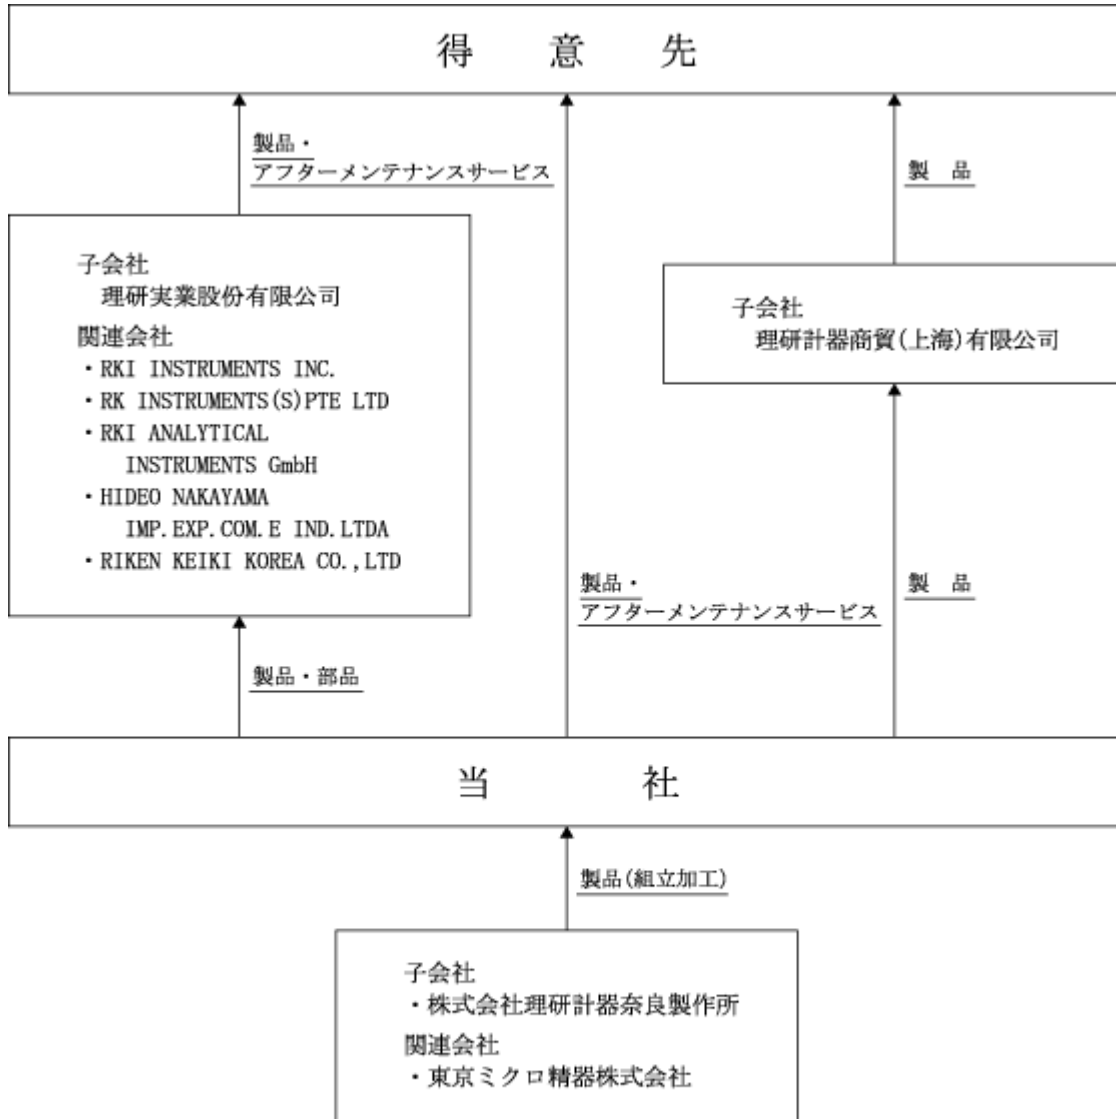 得　意　先
製品・
アフターメンテナンスサービス
製　品
子会社
理研実業股份有限公司
関連会社
・RKI INSTRUMENTS INC.
・RK INSTRUMENTS(S)PTE LTD
・RKI ANALYTICAL
INSTRUMENTS GmbH
・HIDEO NAKAYAMA
IMP.EXP.COM.E IND.LTDA
・RIKEN KEIKI KOREA CO.,LTD
子会社
理研計器商貿(上海)有限公司
製品・
アフターメンテナンスサービス
製　品
製品・部品
当　社
製品(組立加工)
子会社
・株式会社理研計器奈良製作所
関連会社
・東京ミクロ精器株式会社